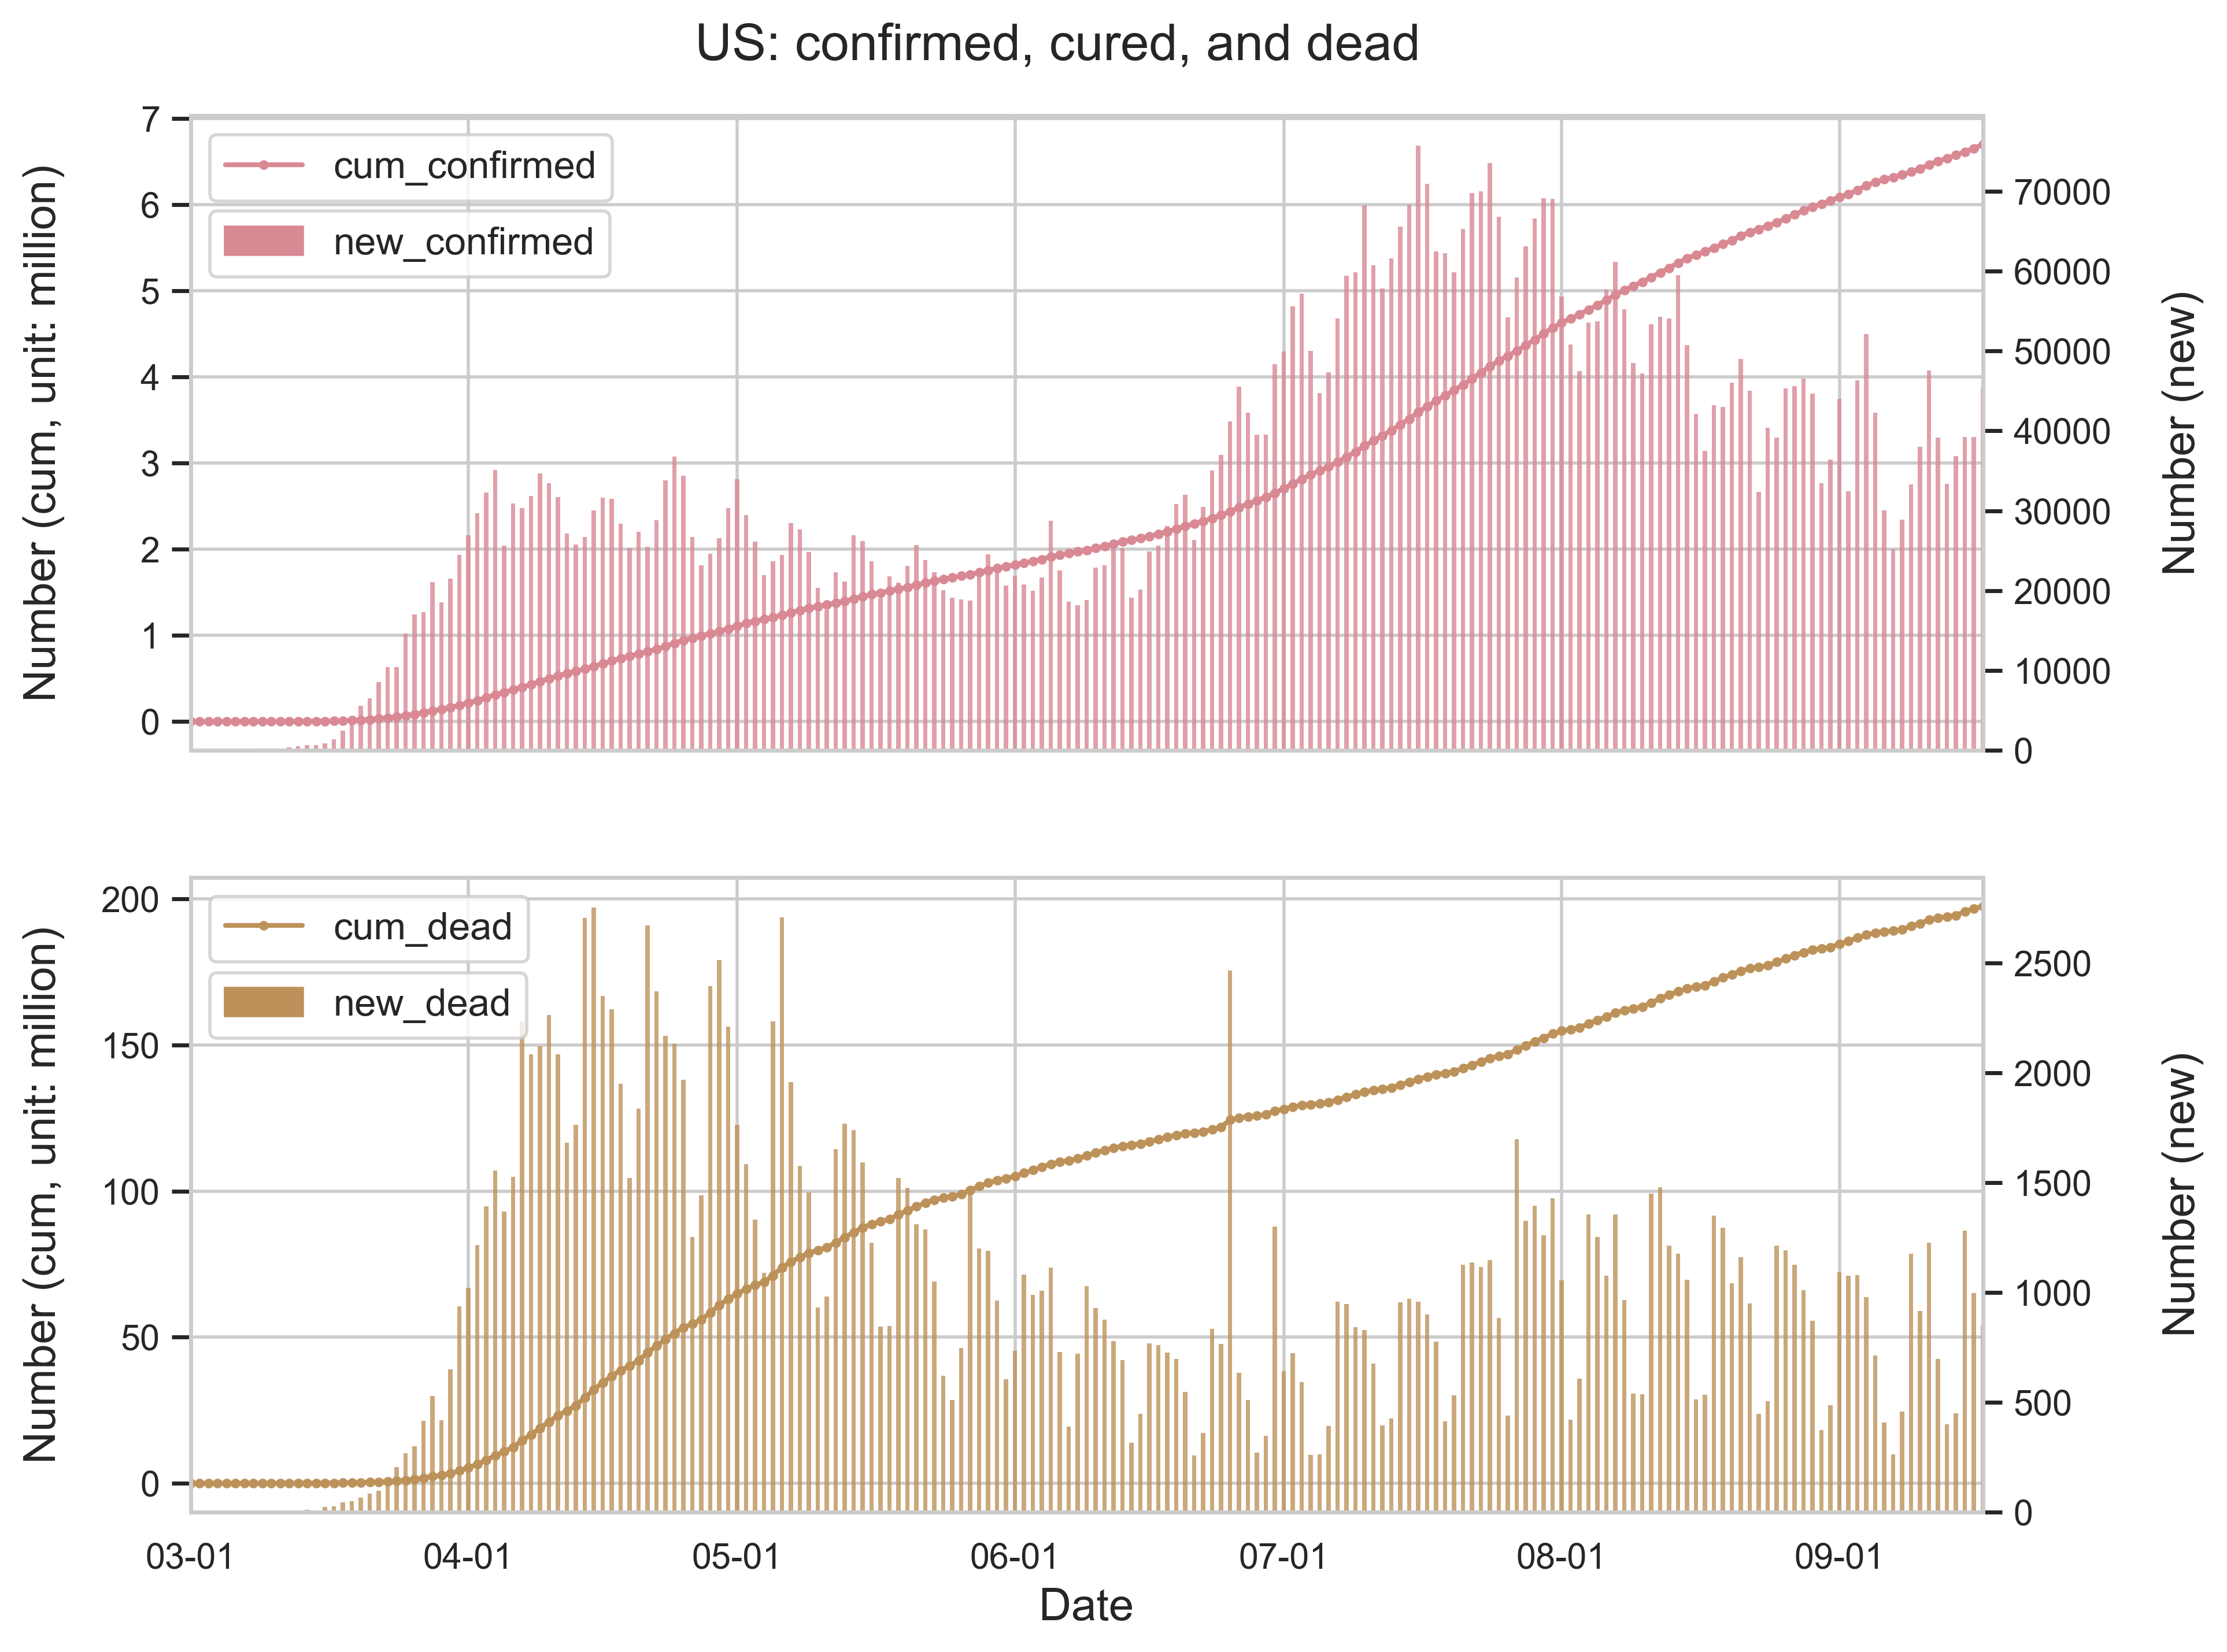 US: confirmed, cured, and dead
Number (cum, unit: million)
7
6
5
4
3
2
1
0
cum_confirmed
new_confirmed
70000
60000
50000
40000
30000
20000
10000
0
Number (new)
Number (cum, unit: million)
200
150
100
50
0
cum_dead
new_dead
2500
2000
1500
1000
500
0
Number (new)
03-01 04-01 05-01 06-01 07-01 08-01 09-01
Date